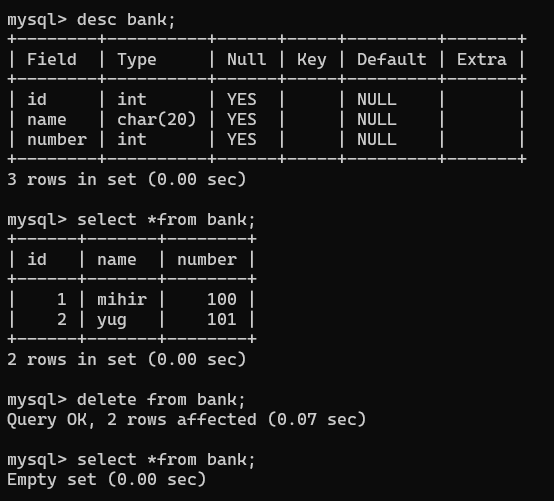 mysql> desc bank;
+--------+----------+------+-----+---------+-------+
| Field  | Type     | Null | Key | Default | Extra |
+--------+----------+------+-----+---------+-------+
| id     | int      | YES  |     | NULL    |       |
| name   | char(20) | YES  |     | NULL    |       |
| number | int      | YES  |     | NULL    |       |
+--------+----------+------+-----+---------+-------+
3 rows in set (0.00 sec)

mysql> select *from bank;
+------+-------+--------+
| id   | name  | number |
+------+-------+--------+
|    1 | mihir |    100 |
|    2 | yug   |    101 |
+------+-------+--------+
2 rows in set (0.00 sec)

mysql> delete from bank;
Query OK, 2 rows affected (0.07 sec)

mysql> select *from bank;
Empty set (0.00 sec)